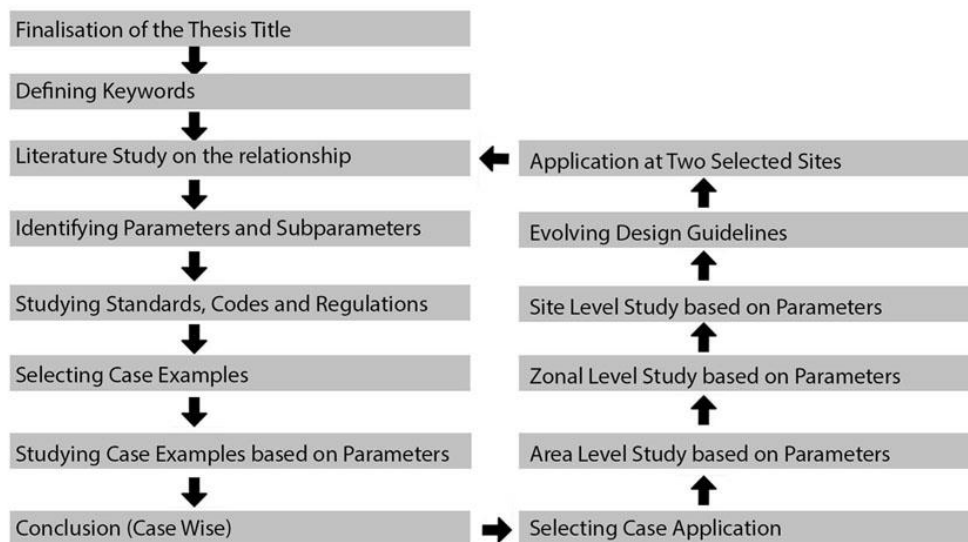 Finalisation of the Thesis Title
Defining Keywords
Literature Study on the relationship
Identifying Parameters and Subparameters
Studying Standards, Codes and Regulations
Selecting Case Examples
Studying Case Examples based on Parameters
Conclusion (Case Wise)
Application at Two Selected Sites
Evolving Design Guidelines
Site Level Study based on Parameters
Zonal Level Study based on Parameters
Area Level Study based on Parameters
Selecting Case Application